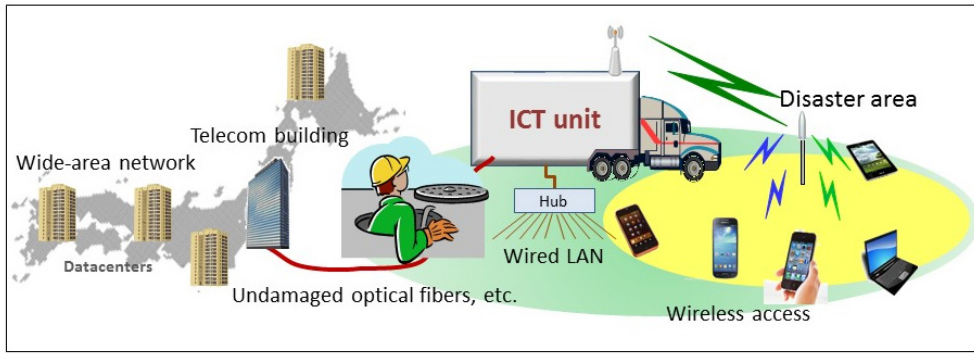 Wide-area network
Telecom building
ICT unit
Disaster area
Hub
Wired LAN
Datacenters
Undamaged optical fibers, etc.
Wireless access